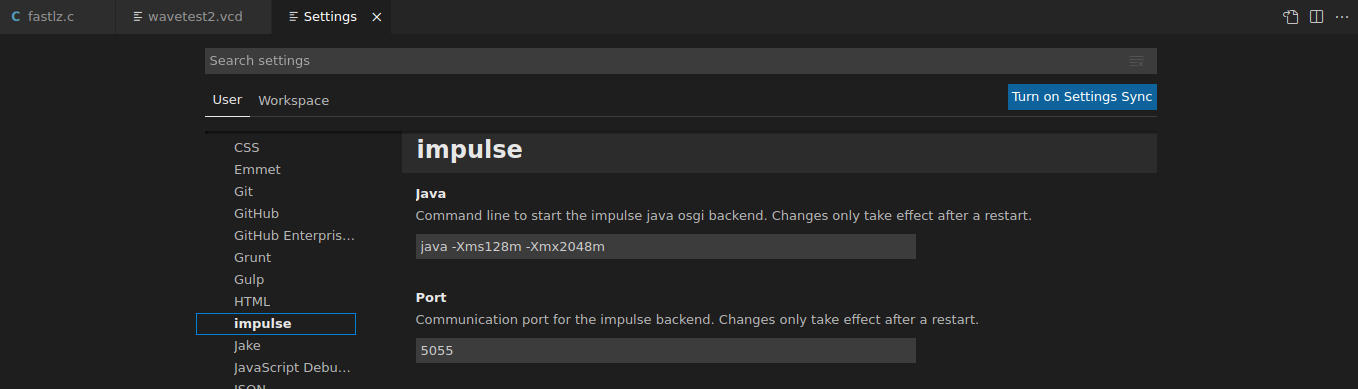 C fastlz.c wavetest2.vcd Settings
Search settings
User Workspace Turn on Settings Sync
CSS
Emmet
Git
GitHub
GitHub Enterpris...
Grunt
Gulp
HTML
impulse
Jake
JavaScript Debu...
JSON
impulse
Java
Command line to start the impulse java osgi backend. Changes only take effect after a restart.
java -Xms128m -Xmx2048m
Port
Communication port for the impulse backend. Changes only take effect after a restart.
5055